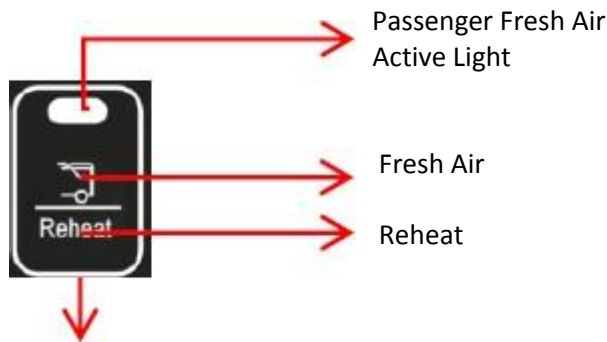 Passenger Fresh Air
Active Light
Fresh Air
Reheat
Reheat